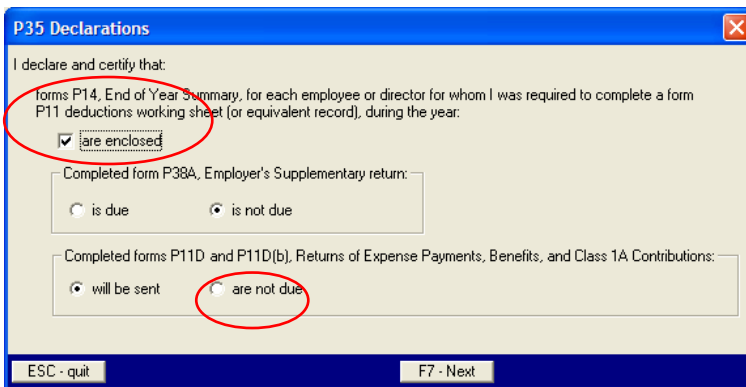 P35 Declarations
I declare and certify that:
forms P14, End of Year Summary, for each employee or director for whom I was required to complete a form
P11 deductions working sheet (or equivalent record), during the year:
are enclosed
Completed form P38A, Employer's Supplementary return:
is due is not due
Completed forms P11D and P11D(b), Returns of Expense Payments, Benefits, and Class 1A Contributions:
will be sent are not due
ESC - quit F7 - Next